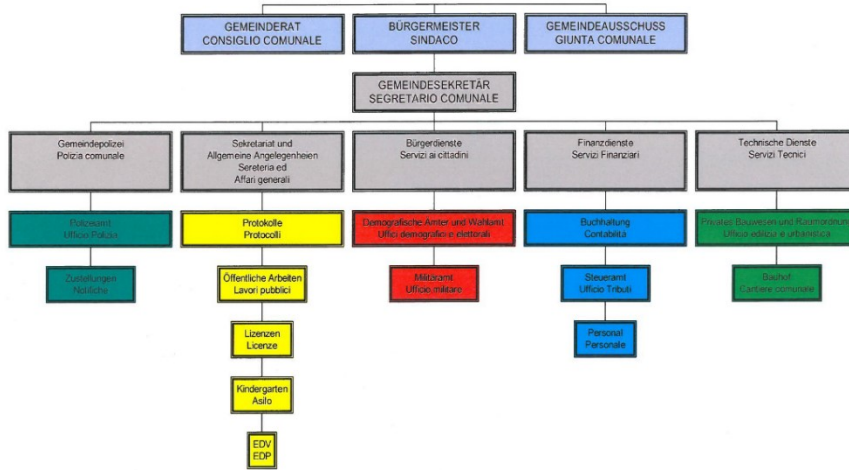 GEMEINDERAT
CONSIGLIO COMUNALE
BÜRGERMEISTER
SINDACO
GEMEINDEAUSSCHUSS
GIUNTA COMUNALE
GEMEINDESEKRETÄR
SEGRETARIO COMUNALE
Gemeindepolizei
Polizia comunale
Sekretariat und
Allgemeine Angelegenheien
Sereteria ed
Affari generali
Bürgerdienste
Servizi ai cittadini
Finanzdienste
Servizi Finanziari
Technische Dienste
Servizi Tecnici
Polizeiamt
Ufficio Polizia
Protokolle
Protocolli
Demografische Ämter und Wahlamt
Uffici demografici e elettorali
Buchhaltung
Contabilità
Privates Bauwesen und Raumordnung
Ufficio edilizia e urbanistica
Zustellungen
Notifiche
Öffentliche Arbeiten
Lavori pubblici
Militäramt
Ufficio militare
Steueramt
Ufficio Tributi
Bauhof
Cantiere comunale
Lizenzen
Licenze
Personal
Personale
Kindergarten
Asilo
EDV
EDP